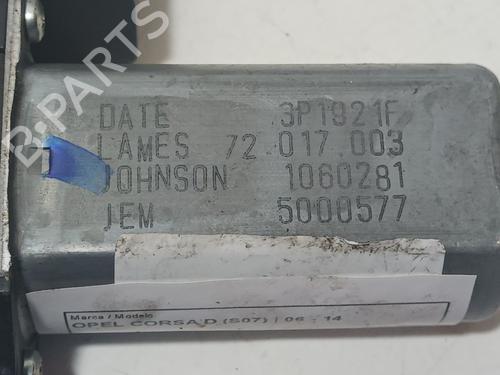 DATE 3P1921F
LAMES 72 017.003
JOHNSON 1060281
JEM 5000577
Marca / Modelo
OPEL CORSA D (S07) | 06 - 14
B-PARTS